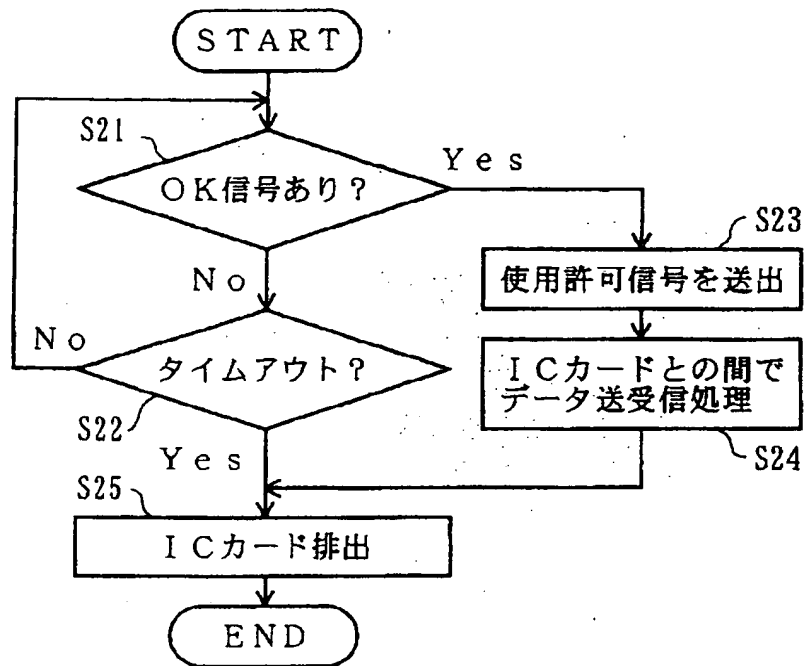 START
S21
OK信号あり?
Yes
S23
使用許可信号を送出
No
No
タイムアウト?
S22
ICカードとの間で
データ送受信処理
S24
Yes
S25
ICカード排出
END